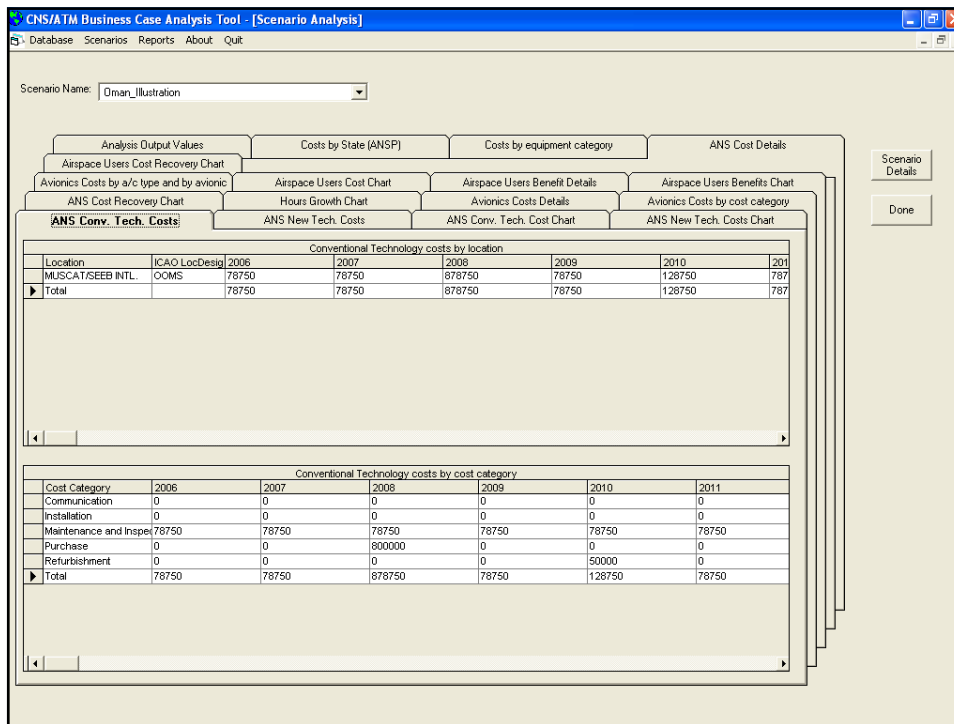 CNS/ATM Business Case Analysis Tool - [Scenario Analysis]
Database Scenarios Reports About Quit
Scenario Name: Oman_Illustration
Analysis Output Values Costs by State (ANSP) Costs by equipment category ANS Cost Details
Airspace Users Cost Recovery Chart
Scenario Details
Avionics Costs by a/c type and by avionic Airspace Users Cost Chart Airspace Users Benefit Details Airspace Users Benefits Chart
ANS Cost Recovery Chart Hours Growth Chart Avionics Costs Details Avionics Costs by cost category
Done
ANS Conv. Tech. Costs ANS New Tech. Costs ANS Conv. Tech. Cost Chart ANS New Tech. Costs Chart
Conventional Technology costs by location
Location ICAO LocDesig 2006 2007 2008 2009 2010 201
MUSCAT/SEEB INTL. OOMS 78750 78750 878750 78750 128750 787
Total 78750 78750 878750 78750 128750 787
Conventional Technology costs by cost category
Cost Category 2006 2007 2008 2009 2010 2011
Communication 0 0 0 0 0 0
Installation 0 0 0 0 0 0
Maintenance and Inspec 78750 78750 78750 78750 78750 78750
Purchase 0 0 800000 0 0 0
Refurbishment 0 0 0 0 50000 0
Total 78750 78750 878750 78750 128750 78750